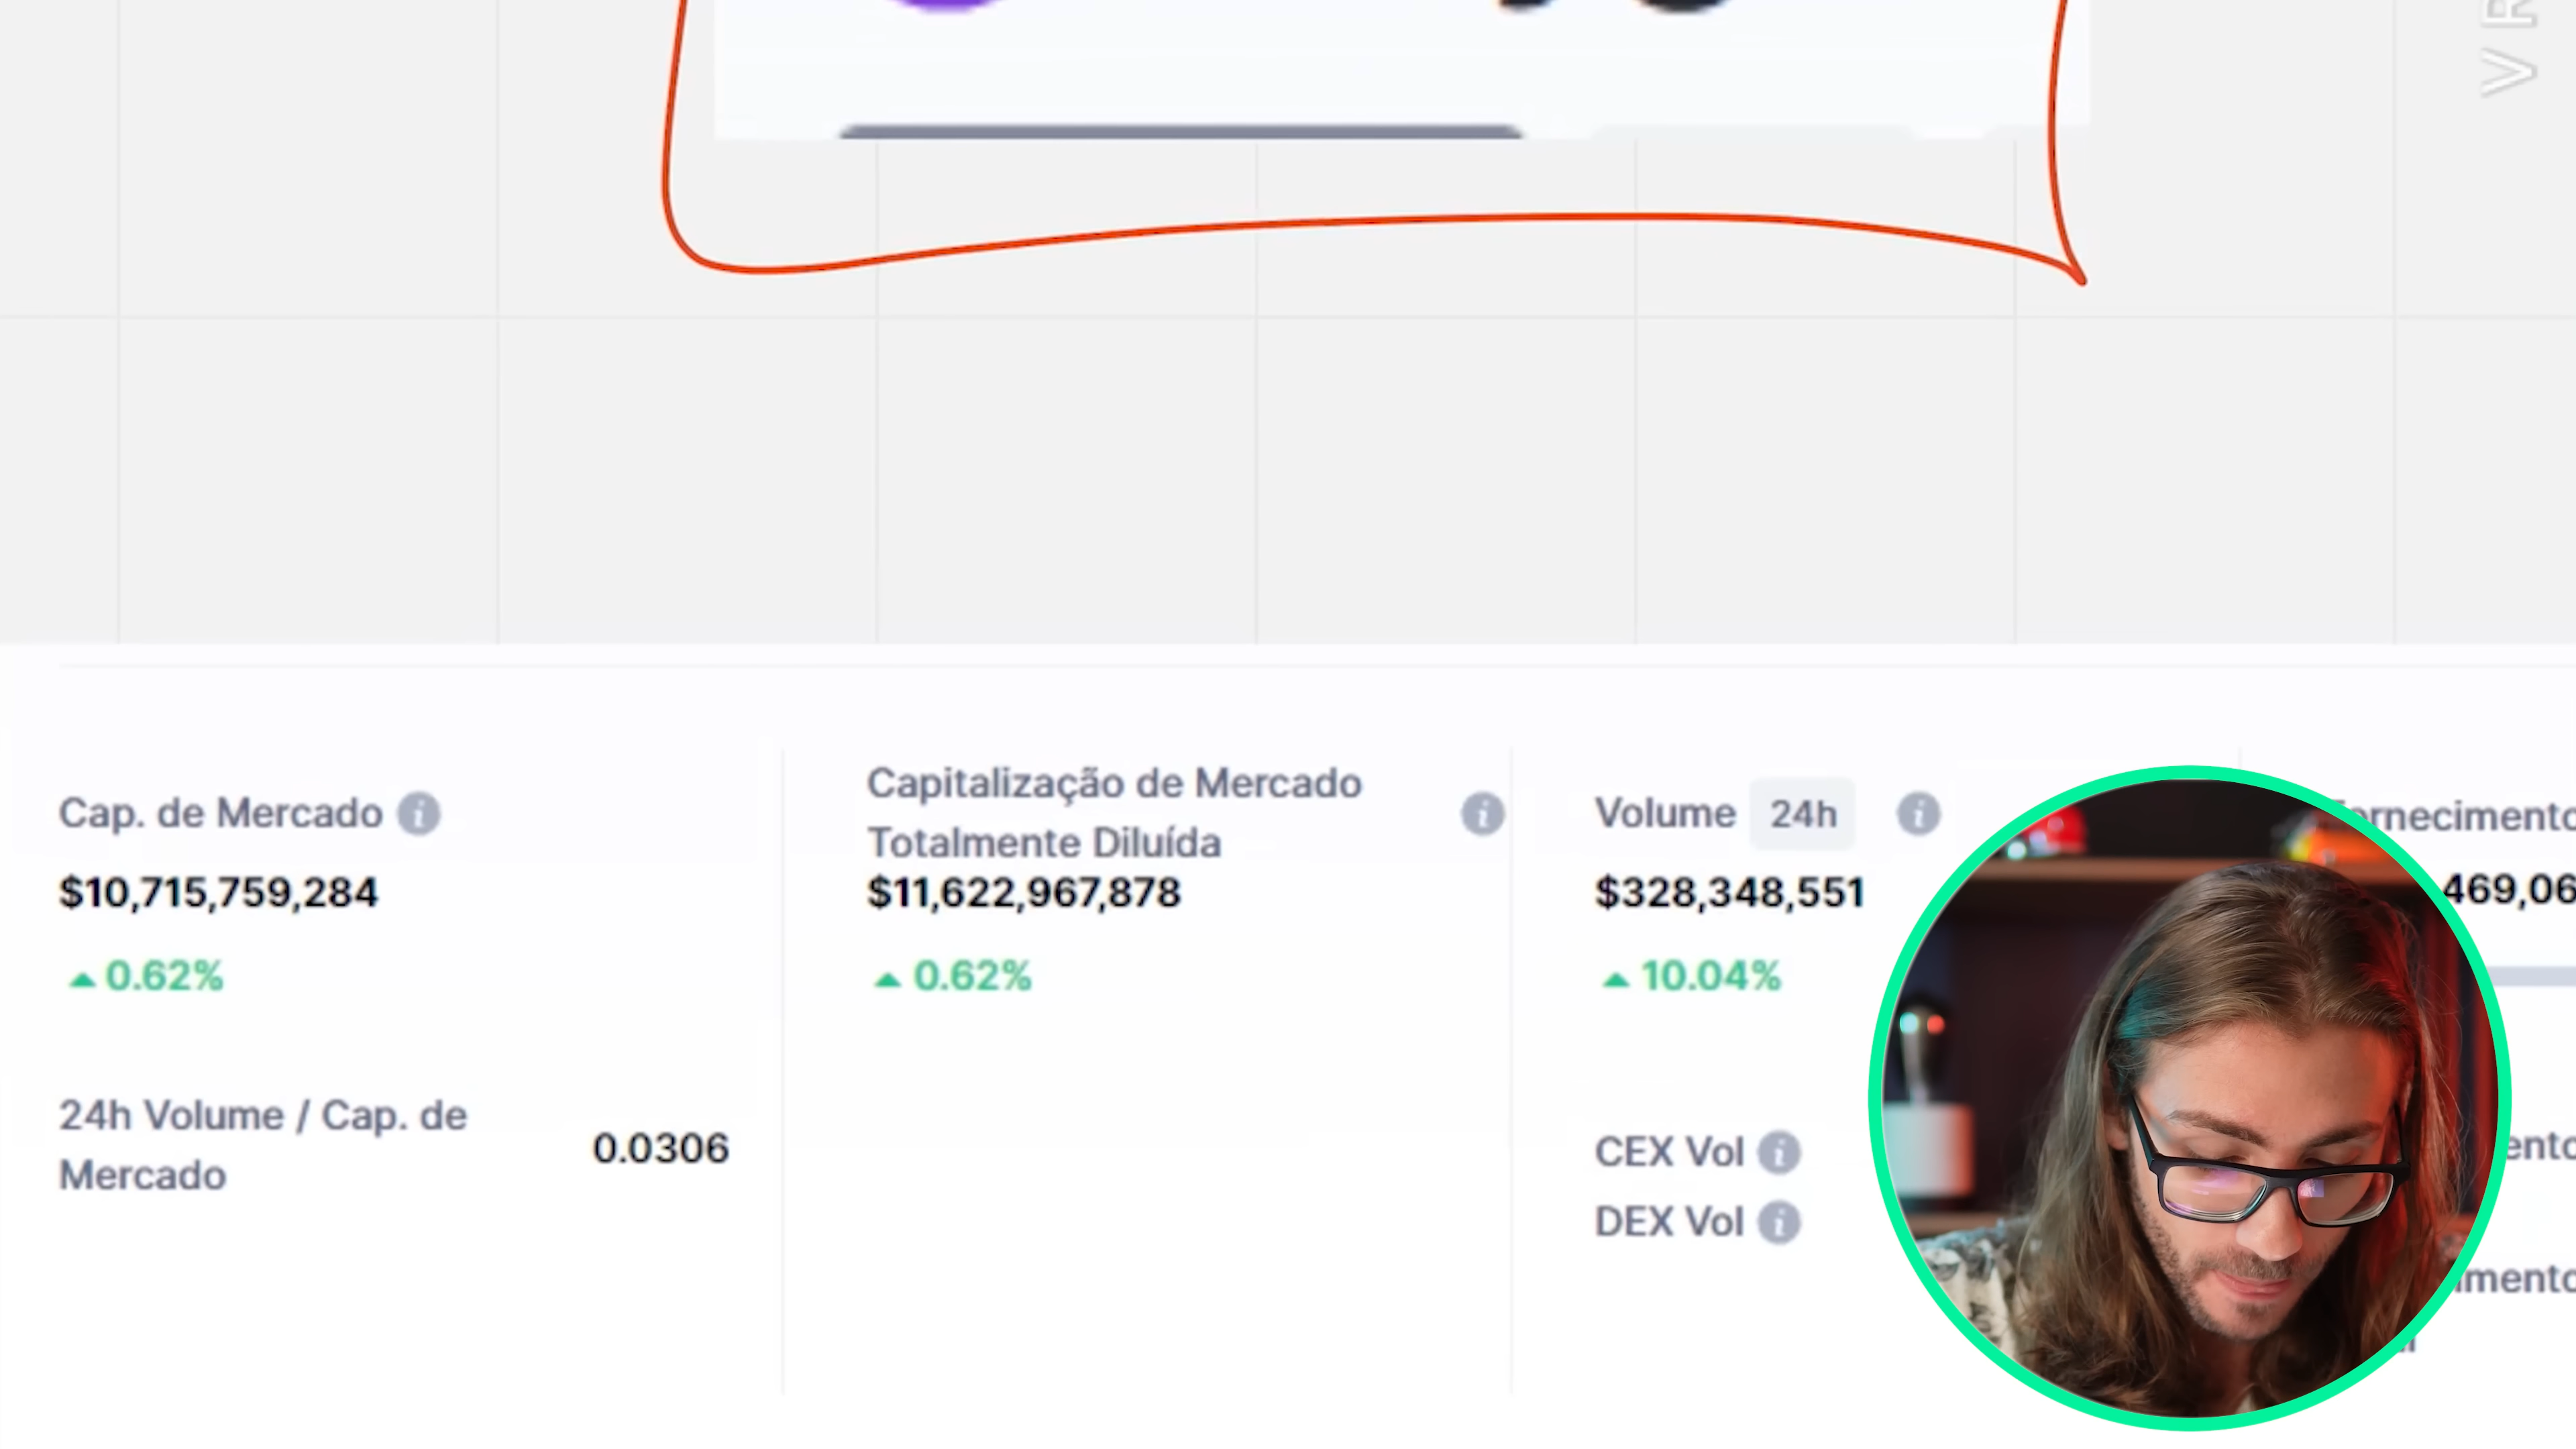 V R
Cap. de Mercado
$10,715,759,284
0.62%
24h Volume / Cap. de
Mercado
0.0306
Capitalização de Mercado
Totalmente Diluída
$11,622,967,878
0.62%
Volume 24h
$328,348,551
10.04%
CEX Vol
DEX Vol
469,06